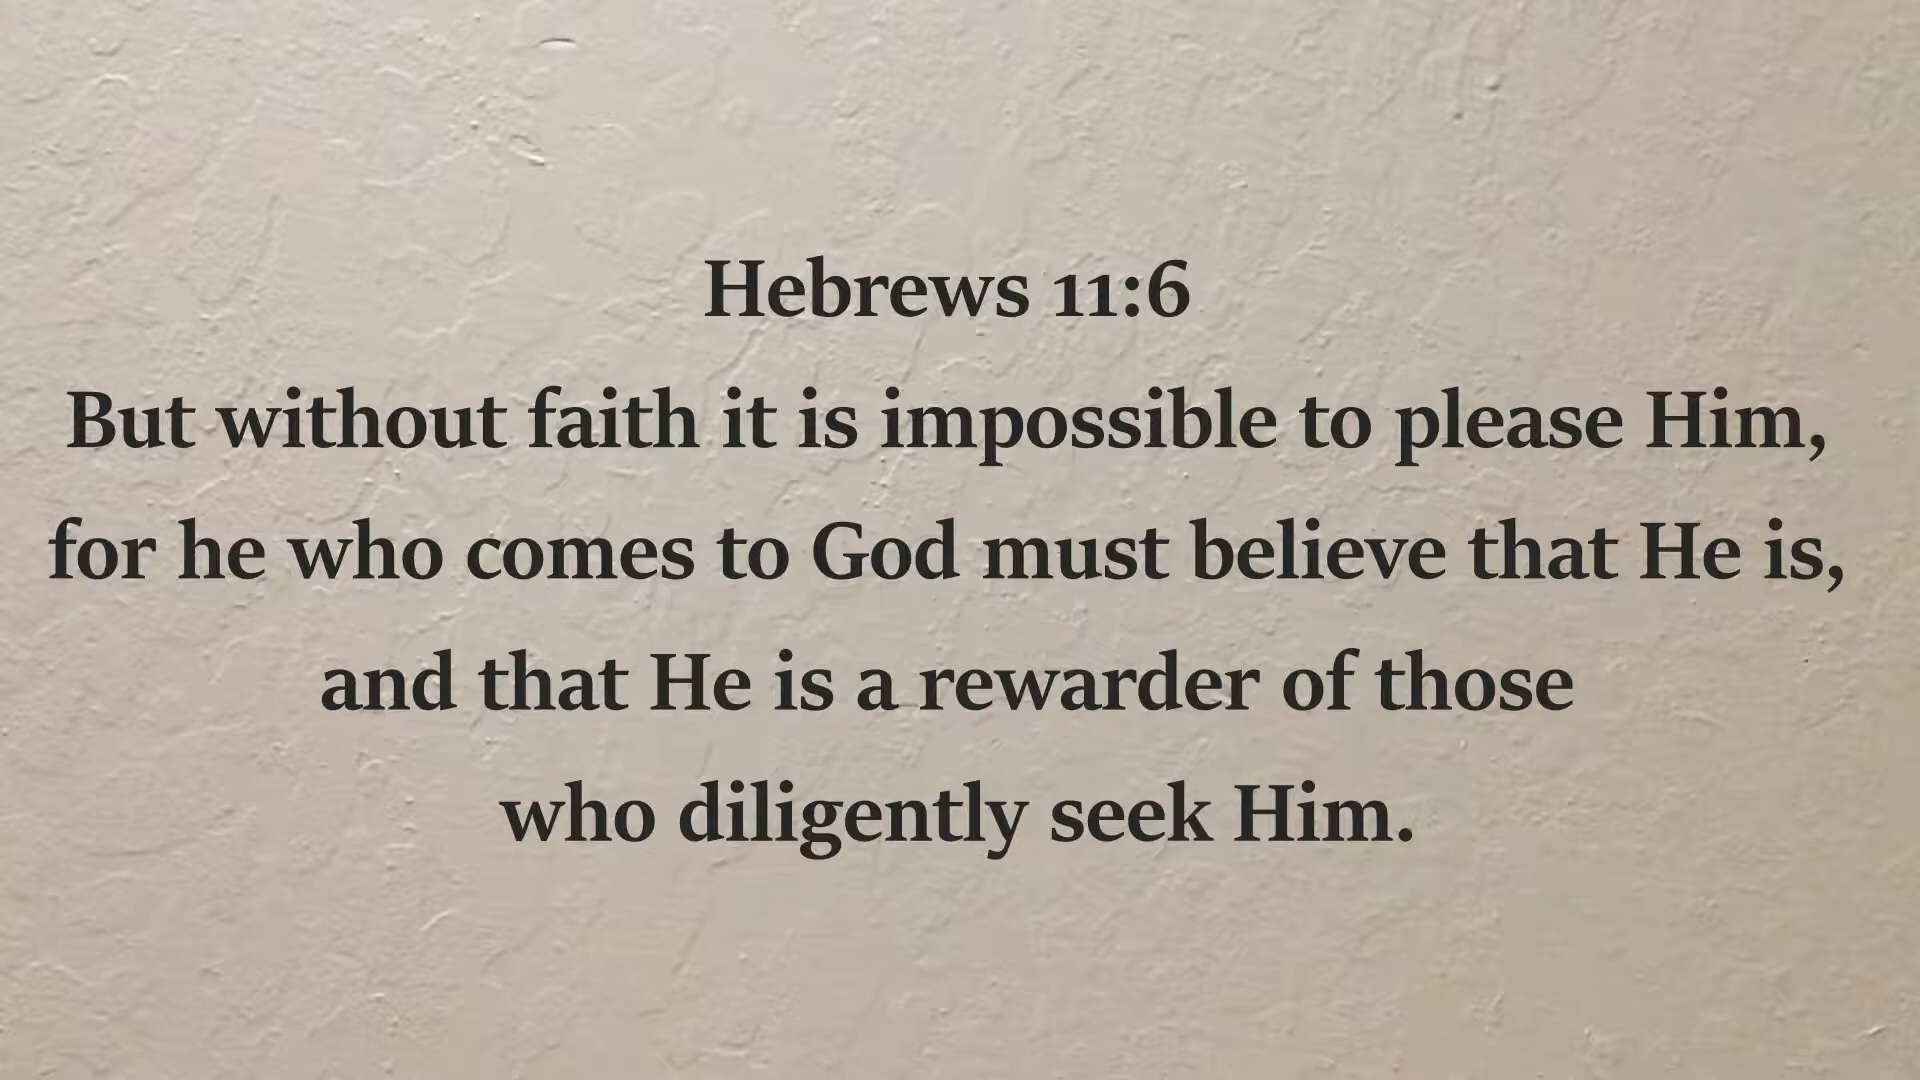 Hebrews 11:6
But without faith it is impossible to please Him,
for he who comes to God must believe that He is,
and that He is a rewarder of those
who diligently seek Him.